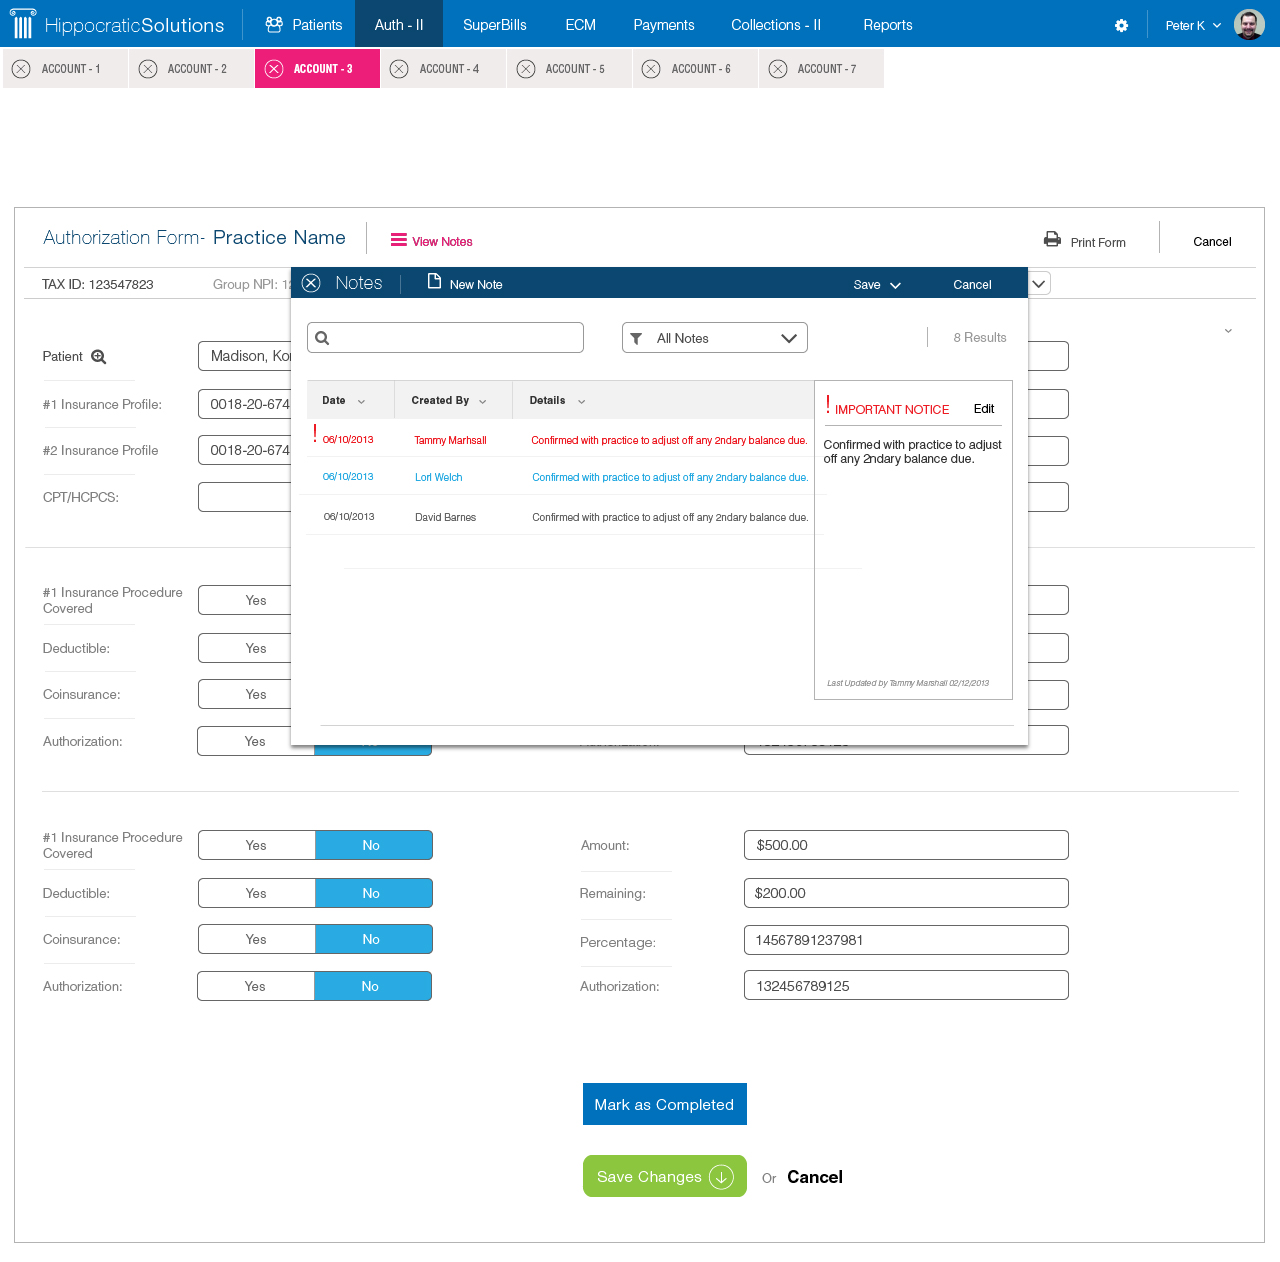 HippocraticSolutions Patients Auth - II SuperBills ECM Payments Collections - II Reports Peter K
ACCOUNT - 1 ACCOUNT - 2 ACCOUNT - 3 ACCOUNT - 4 ACCOUNT - 5 ACCOUNT - 6 ACCOUNT - 7
Authorization Form- Practice Name View Notes Print Form Cancel
TAX ID: 123547823 Group NPI:
Notes New Note Save Cancel
All Notes 8 Results
Patient Madison,
#1 Insurance Profile: 0018-20-674
#2 Insurance Profile 0018-20-674
CPT/HCPCS:
Date Created By Details
06/10/2013 Tammy Marhsall Confirmed with practice to adjust off any 2ndary balance due.
06/10/2013 Lori Welch Confirmed with practice to adjust off any 2ndary balance due.
06/10/2013 David Barnes Confirmed with practice to adjust off any 2ndary balance due.
! IMPORTANT NOTICE Edit
Confirmed with practice to adjust
off any 2ndary balance due.
Last Updated by Tammy Marshall 02/12/2013
#1 Insurance Procedure
Covered Yes
Deductible: Yes
Coinsurance: Yes
Authorization: Yes
#1 Insurance Procedure
Covered Yes No Amount: $500.00
Deductible: Yes No Remaining: $200.00
Coinsurance: Yes No Percentage: 14567891237981
Authorization: Yes No Authorization: 132456789125
Mark as Completed
Save Changes Or Cancel